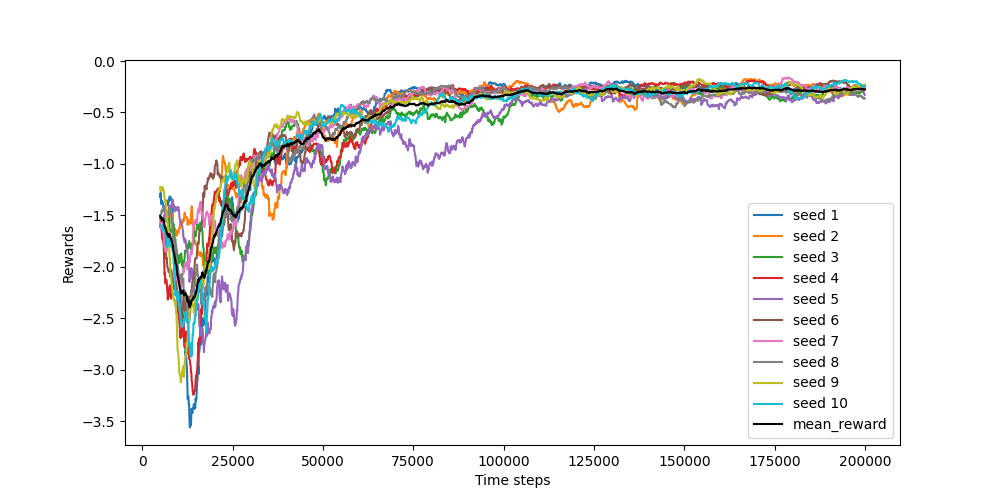 0.0
−0.5
−1.0
−1.5
−2.0
−2.5
−3.0
−3.5
Rewards
0
25000
50000
75000
100000
125000
150000
175000
200000
Time steps
seed 1
seed 2
seed 3
seed 4
seed 5
seed 6
seed 7
seed 8
seed 9
seed 10
mean_reward